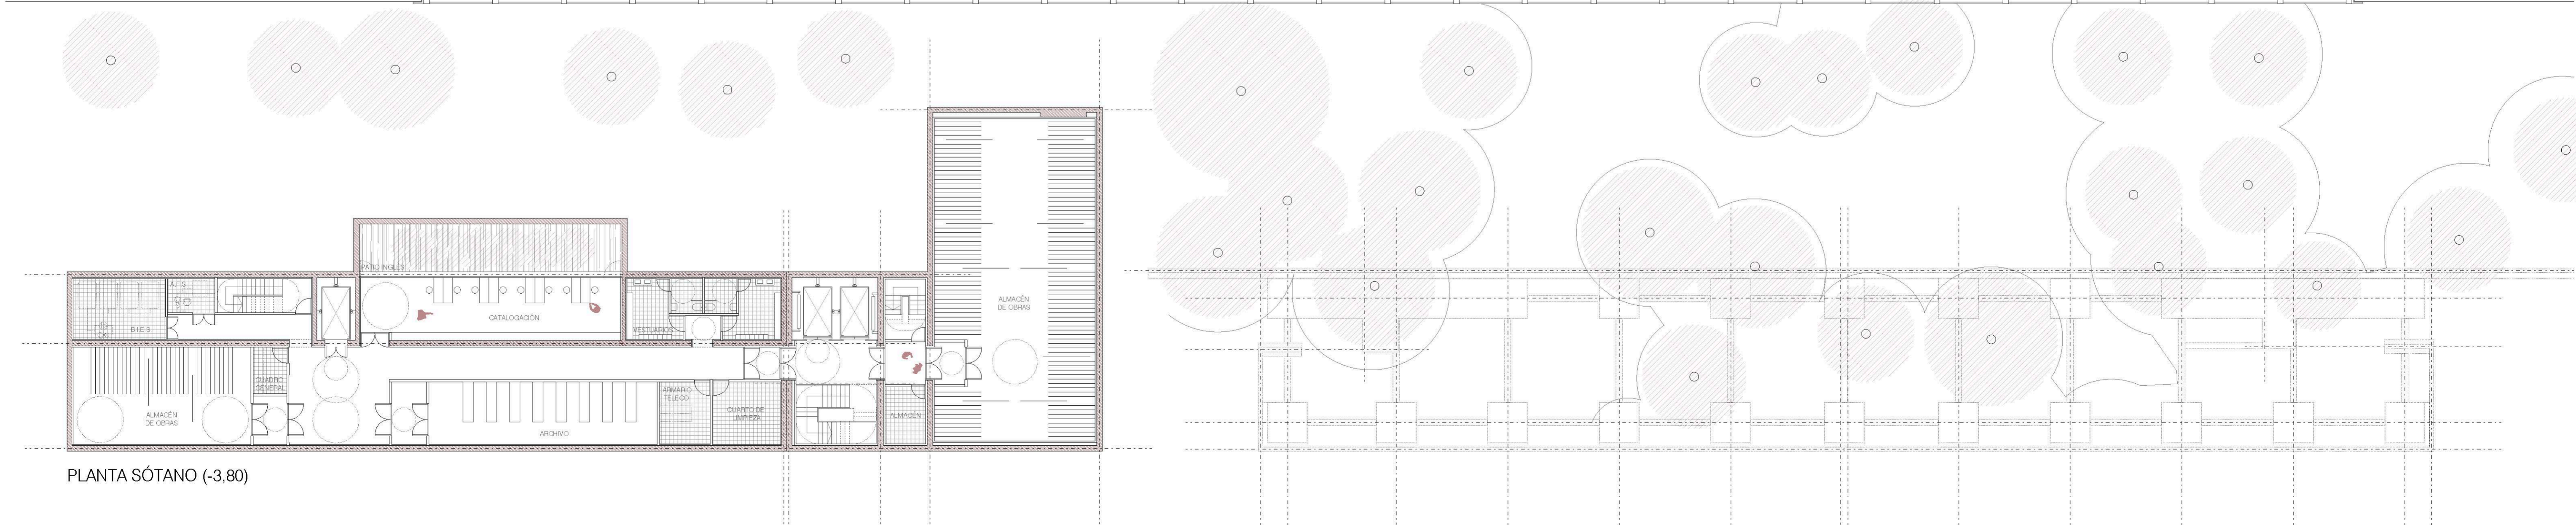 PATIO INGLÉS
A.F.S.
D.I.E.S.
CATALOGACIÓN
VESTUARIOS
ALMACÉN
DE OBRAS
CUADRO
GENERAL
ARMARIO
TELECO
ALMACÉN
DE OBRAS
CUARTO DE
LIMPIEZA
ALMACÉN
ARCHIVO
PLANTA SÓTANO (-3,80)